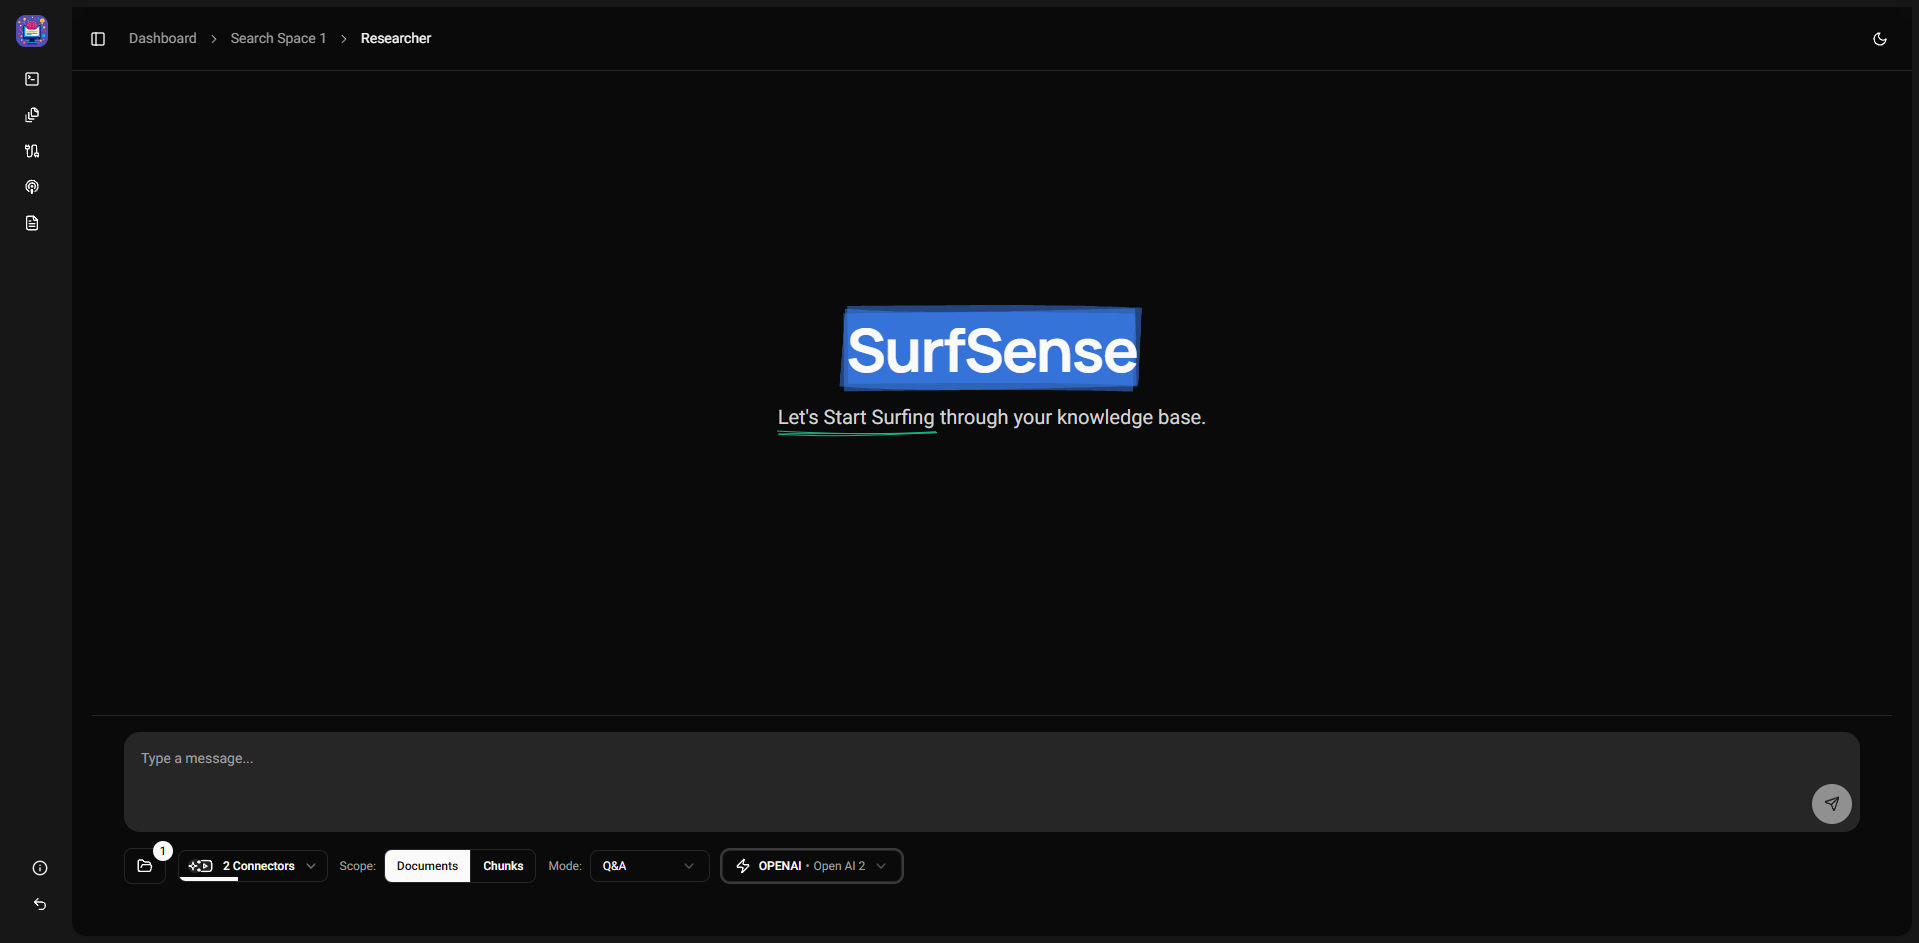 Dashboard > Search Space 1 > Researcher
SurfSense
Let's Start Surfing through your knowledge base.
Type a message...
1
2 Connectors
Scope:
Documents
Chunks
Mode:
Q&A
OPENAI • Open AI 2